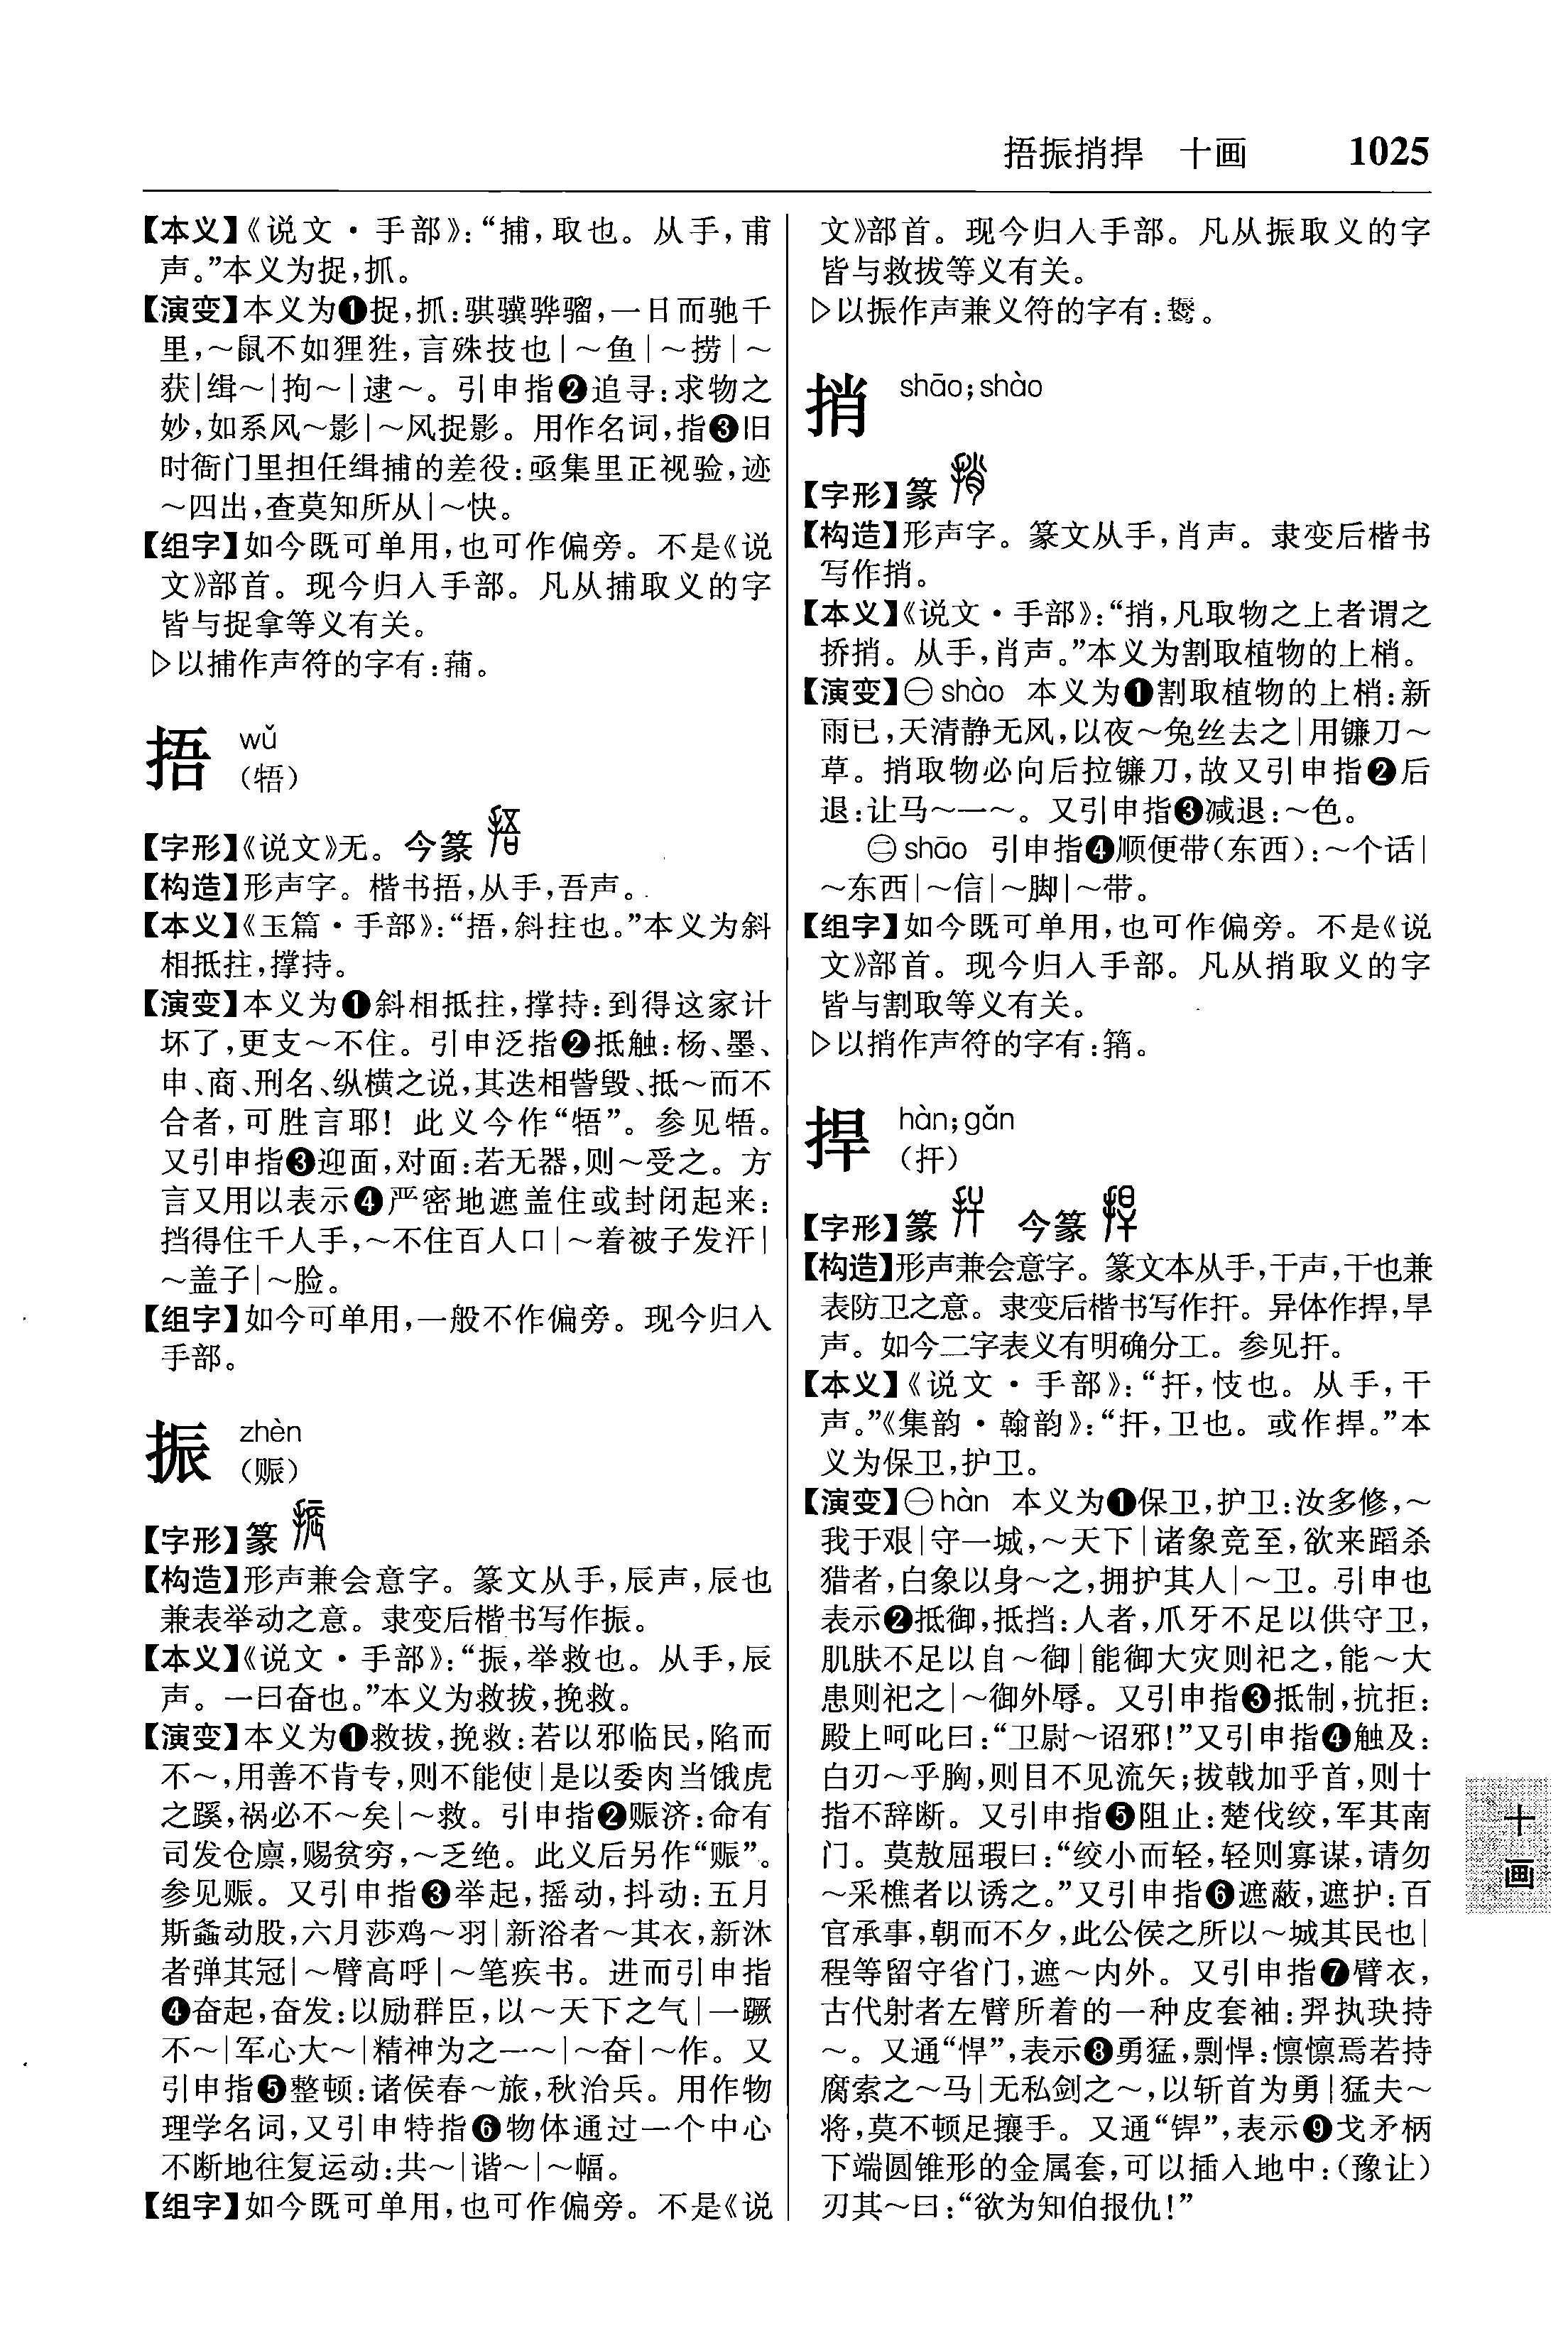 捂振捎捍　十画　1025
【本义】《说文·手部》：“捕，取也。从手，甫
声。”本义为捉，抓。
【演变】本义为❶捉，抓：骐骥骅骝，一日而驰千
里，～鼠不如狸狌，言殊技也｜～鱼｜～捞｜～
获｜缉～｜拘～｜逮～。引申指❷追寻：求物之
妙，如系风～影｜～风捉影。用作名词，指❸旧
时衙门里担任缉捕的差役：亟集里正视验，迹
～四出，查莫知所从｜～快。
【组字】如今既可单用，也可作偏旁。不是《说
文》部首。现今归入手部。凡从捕取义的字
皆与捉拿等义有关。
▷以捕作声符的字有：蒱。
捂 wǔ
（牾）
【字形】《说文》无。今篆
【构造】形声字。楷书捂，从手，吾声。
【本义】《玉篇·手部》：“捂，斜拄也。”本义为斜
相抵拄，撑持。
【演变】本义为❶斜相抵拄，撑持：到得这家计
坏了，更支～不住。引申泛指❷抵触：杨、墨、
申、商、刑名、纵横之说，其迭相訾毁、抵～而不
合者，可胜言耶！此义今作“牾”。参见牾。
又引申指❸迎面，对面：若无器，则～受之。方
言又用以表示❹严密地遮盖住或封闭起来：
挡得住千人手，～不住百人口｜～着被子发汗｜
～盖子｜～脸。
【组字】如今可单用，一般不作偏旁。现今归入
手部。
振 zhèn
（赈）
【字形】篆
【构造】形声兼会意字。篆文从手，辰声，辰也
兼表举动之意。隶变后楷书写作振。
【本义】《说文·手部》：“振，举救也。从手，辰
声。一曰奋也。”本义为救拔，挽救。
【演变】本义为❶救拔，挽救：若以邪临民，陷而
不～，用善不肯专，则不能使｜是以委肉当饿虎
之蹊，祸必不～矣｜～救。引申指❷赈济：命有
司发仓廪，赐贫穷，～乏绝。此义后另作“赈”。
参见赈。又引申指❸举起，摇动，抖动：五月
斯螽动股，六月莎鸡～羽｜新浴者～其衣，新沐
者弹其冠｜～臂高呼｜～笔疾书。进而引申指
❹奋起，奋发：以励群臣，以～天下之气｜一蹶
不～｜军心大～｜精神为之一～｜～奋｜～作。又
引申指❺整顿：诸侯春～旅，秋治兵。用作物
理学名词，又引申特指❻物体通过一个中心
不断地往复运动：共～｜谐～｜～幅。
【组字】如今既可单用，也可作偏旁。不是《说
文》部首。现今归入手部。凡从振取义的字
皆与救拔等义有关。
▷以振作声兼义符的字有：。
捎 shāo；shào
【字形】篆
【构造】形声字。篆文从手，肖声。隶变后楷书
写作捎。
【本义】《说文·手部》：“捎，凡取物之上者谓之
挢捎。从手，肖声。”本义为割取植物的上梢。
【演变】㊀shào 本义为❶割取植物的上梢：新
雨已，天清静无风，以夜～兔丝去之｜用镰刀～
草。捎取物必向后拉镰刀，故又引申指❷后
退：让马～一～。又引申指❸减退：～色。
㊁shāo 引申指❹顺便带（东西）：～个话｜
～东西｜～信｜～脚｜～带。
【组字】如今既可单用，也可作偏旁。不是《说
文》部首。现今归入手部。凡从捎取义的字
皆与割取等义有关。
▷以捎作声符的字有：。
捍 hàn；gǎn
（扞）
【字形】篆　今篆
【构造】形声兼会意字。篆文本从手，干声，干也兼
表防卫之意。隶变后楷书写作扞。异体作捍，旱
声。如今二字表义有明确分工。参见扞。
【本义】《说文·手部》：“扞，忮也。从手，干
声。”《集韵·翰韵》：“扞，卫也。或作捍。”本
义为保卫，护卫。
【演变】㊀hàn 本义为❶保卫，护卫：汝多修，～
我于艰｜守一城，～天下｜诸象竞至，欲来蹈杀
猎者，白象以身～之，拥护其人｜～卫。引申也
表示❷抵御，抵挡：人者，爪牙不足以供守卫，
肌肤不足以自～御｜能御大灾则祀之，能～大
患则祀之｜～御外辱。又引申指❸抵制，抗拒：
殿上呵叱曰：“卫尉～诏邪！”又引申指❹触及：
白刃～乎胸，则目不见流矢；拔戟加乎首，则十
指不辞断。又引申指❺阻止：楚伐绞，军其南
门。莫敖屈瑕曰：“绞小而轻，轻则寡谋，请勿
～采樵者以诱之。”又引申指❻遮蔽，遮护：百
官承事，朝而不夕，此公侯之所以～城其民也｜
程等留守省门，遮～内外。又引申指❼臂衣，
古代射者左臂所着的一种皮套袖：羿执玦持
～。又通“悍”，表示❽勇猛，剽悍：懔懔焉若持
腐索之～马｜无私剑之～，以斩首为勇｜猛夫～
将，莫不顿足攘手。又通“銲”，表示❾戈矛柄
下端圆锥形的金属套，可以插入地中：（豫让）
刃其～曰：“欲为知伯报仇！”
十
画